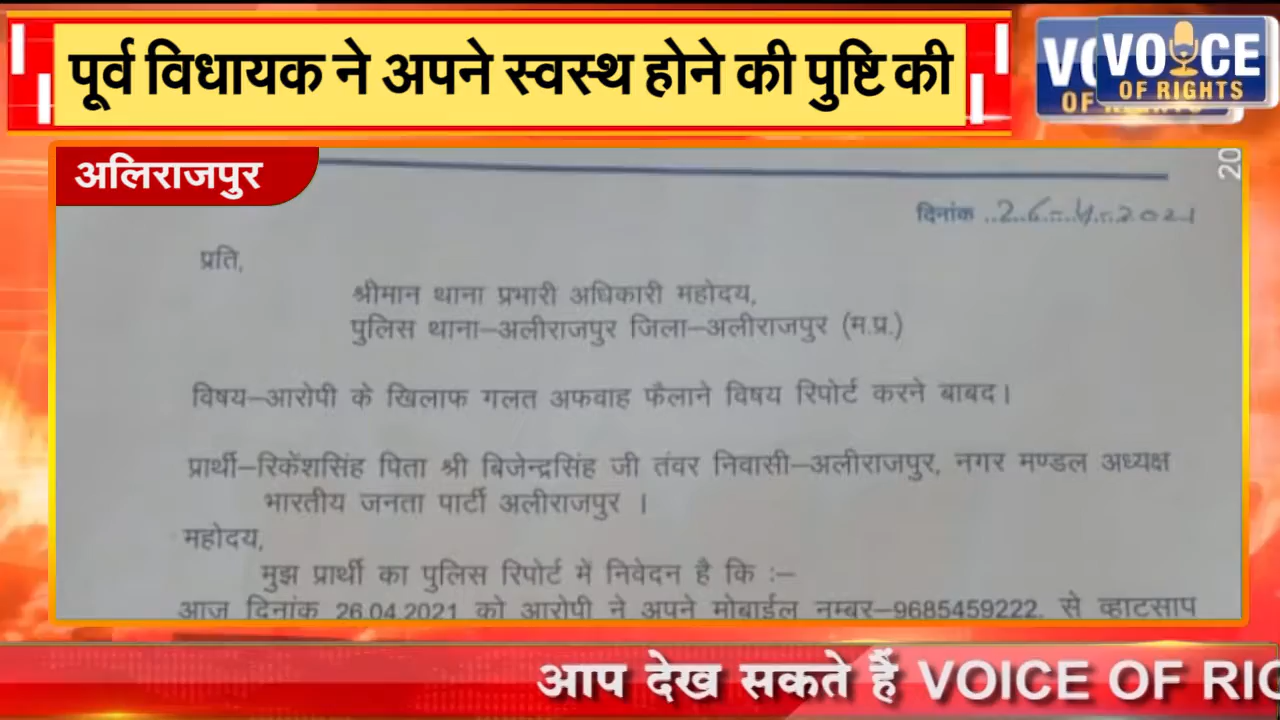 पूर्व विधायक ने अपने स्वस्थ होने की पुष्टि की
VOICE
OF RIGHTS
अलिराजपुर
20
दिनांक ..26-4-2021
प्रति,
श्रीमान थाना प्रभारी अधिकारी महोदय,
पुलिस थाना–अलीराजपुर जिला–अलीराजपुर (म.प्र.)
विषय–आरोपी के खिलाफ गलत अफवाह फैलाने विषय रिपोर्ट करने बाबद।
प्रार्थी–रिकेंशसिंह पिता श्री बिजेन्द्रसिंह जी तंवर निवासी–अलीराजपुर, नगर मण्डल अध्यक्ष
भारतीय जनता पार्टी अलीराजपुर ।
महोदय,
मुझ प्रार्थी का पुलिस रिपोर्ट में निवेदन है कि :–
आज दिनांक 26.04.2021 को आरोपी ने अपने मोबाईल नम्बर–9685459222, से व्हाटसाप
आप देख सकते हैं VOICE OF RIG